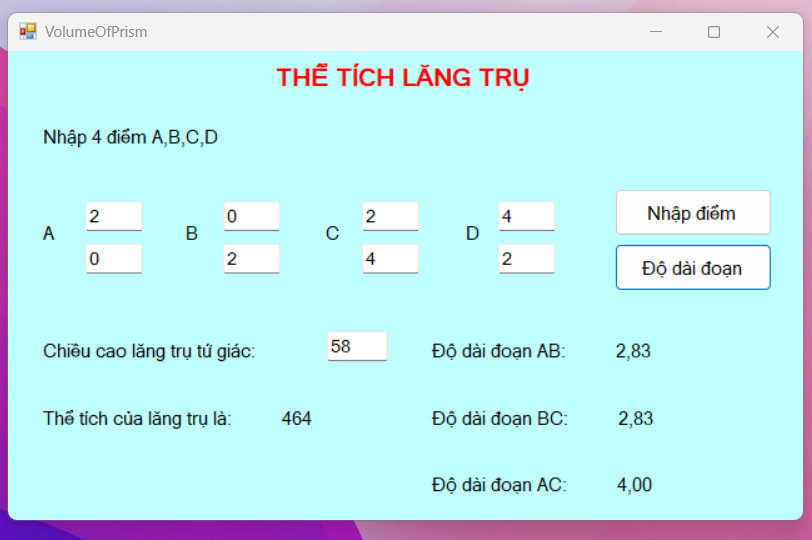 VolumeOfPrism
THỂ TÍCH LĂNG TRỤ
Nhập 4 điểm A,B,C,D
2 0 2 4 Nhập điểm
A B C D
0 2 4 2 Độ dài đoạn
Chiều cao lăng trụ tứ giác: 58 Độ dài đoạn AB: 2,83
Thể tích của lăng trụ là: 464 Độ dài đoạn BC: 2,83
Độ dài đoạn AC: 4,00